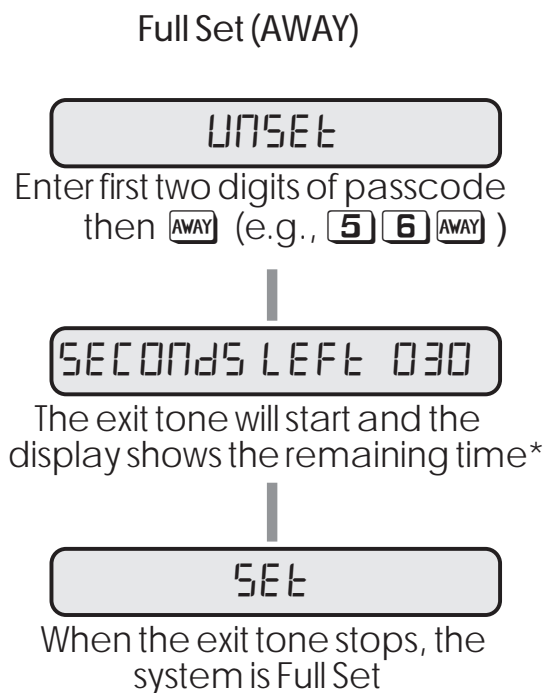 Full Set (AWAY)
UNSEt
Enter first two digits of passcode
then AWAY (e.g., 5 6 AWAY )
SECONdS LEFt 030
The exit tone will start and the
display shows the remaining time*
SEt
When the exit tone stops, the
system is Full Set